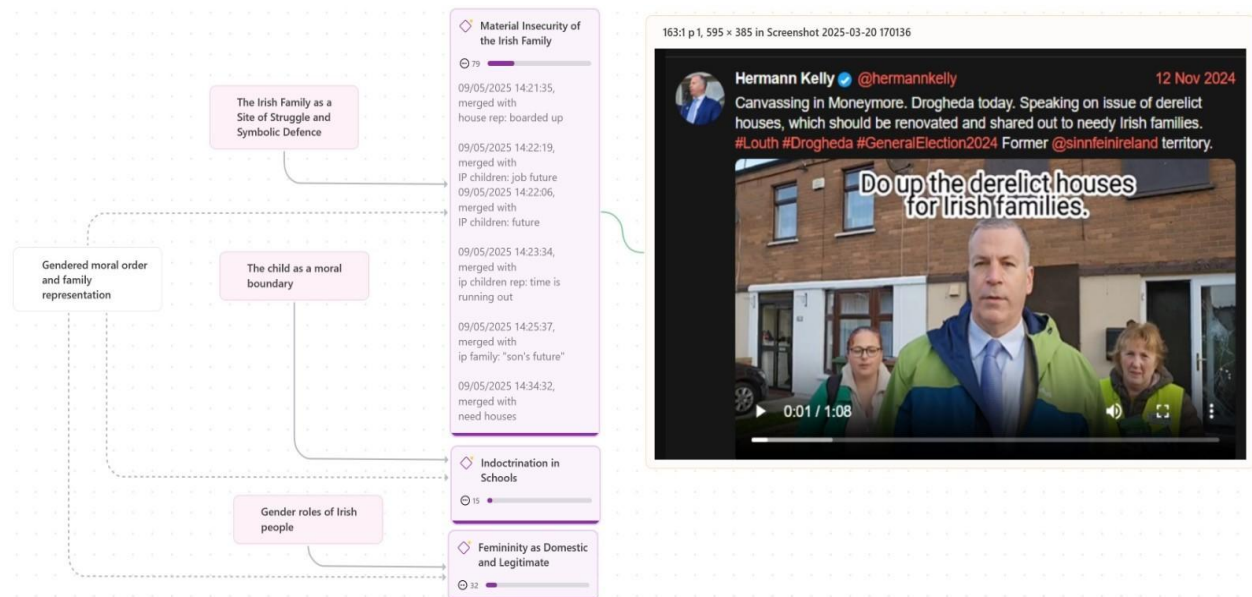 The Irish Family as a
Site of Struggle and
Symbolic Defence
Gendered moral order
and family
representation
The child as a moral
boundary
Gender roles of Irish
people
Material Insecurity of
the Irish Family
79
09/05/2025 14:21:35,
merged with
house rep: boarded up
09/05/2025 14:22:19,
merged with
IP children: job future
09/05/2025 14:22:06,
merged with
IP children: future
09/05/2025 14:23:34,
merged with
ip children rep: time is
running out
09/05/2025 14:25:37,
merged with
ip family: "son's future"
09/05/2025 14:34:32,
merged with
need houses
Indoctrination in
Schools
15
Femininity as Domestic
and Legitimate
32
163:1 p 1, 595 × 385 in Screenshot 2025-03-20 170136
Hermann Kelly @hermannkelly 12 Nov 2024
Canvassing in Moneymore. Drogheda today. Speaking on issue of derelict
houses, which should be renovated and shared out to needy Irish families.
#Louth #Drogheda #GeneralElection2024 Former @sinnfeinireland territory.
Do up the derelict houses
for Irish families.
0:01 / 1:08